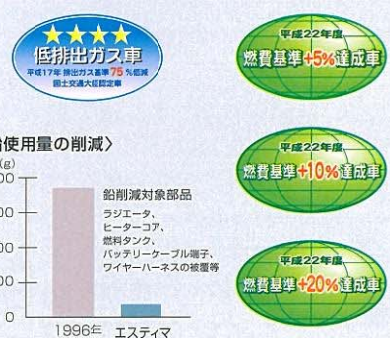 ★★★★
低排出ガス車
平成17年 排出ガス基準 75 %低減
国土交通大臣認定車
使用量の削減〉
(g)
00
00
00
00
0
1996年
エスティマ
鉛削減対象部品
ラジエータ、
ヒーターコア、
燃料タンク、
バッテリーケーブル端子、
ワイヤーハーネスの被覆等
平成22年度
燃費基準+5%達成車
平成22年度
燃費基準+10%達成車
平成22年度
燃費基準+20%達成車